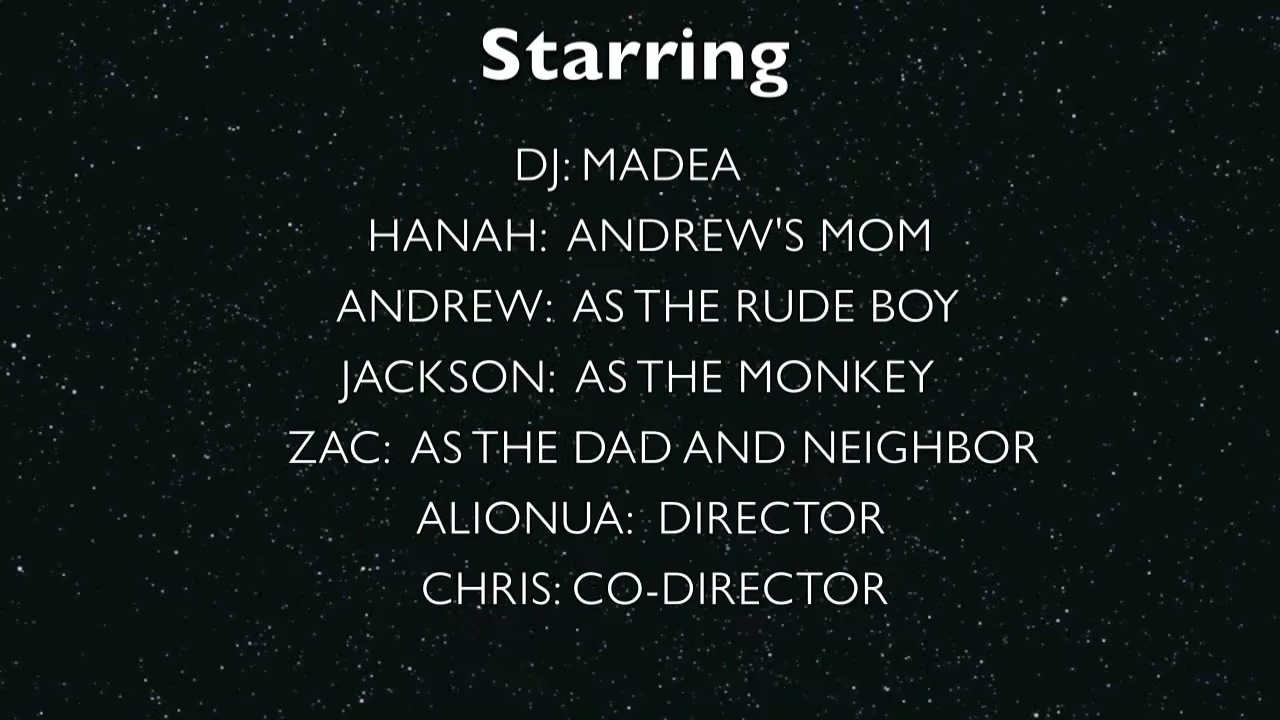 Starring
DJ: MADEA
HANAH: ANDREW'S MOM
ANDREW: AS THE RUDE BOY
JACKSON: AS THE MONKEY
ZAC: AS THE DAD AND NEIGHBOR
ALIONUA: DIRECTOR
CHRIS: CO-DIRECTOR